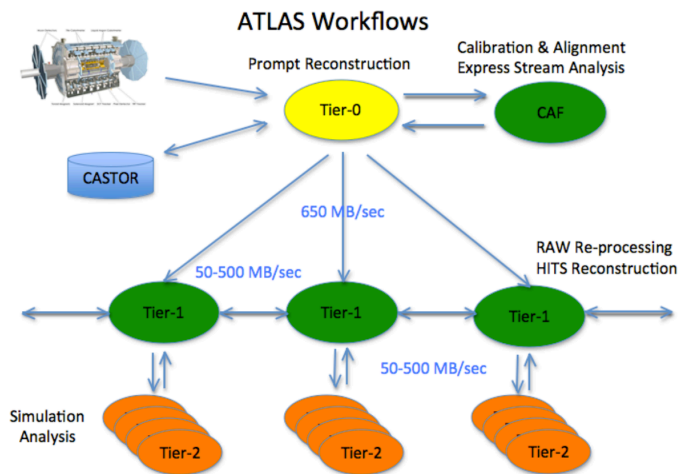 ATLAS Workflows
Prompt Reconstruction
Calibration & Alignment
Express Stream Analysis
Tier-0
CAF
CASTOR
650 MB/sec
50-500 MB/sec
RAW Re-processing
HITS Reconstruction
Tier-1
Tier-1
Tier-1
50-500 MB/sec
Simulation
Analysis
Tier-2
Tier-2
Tier-2